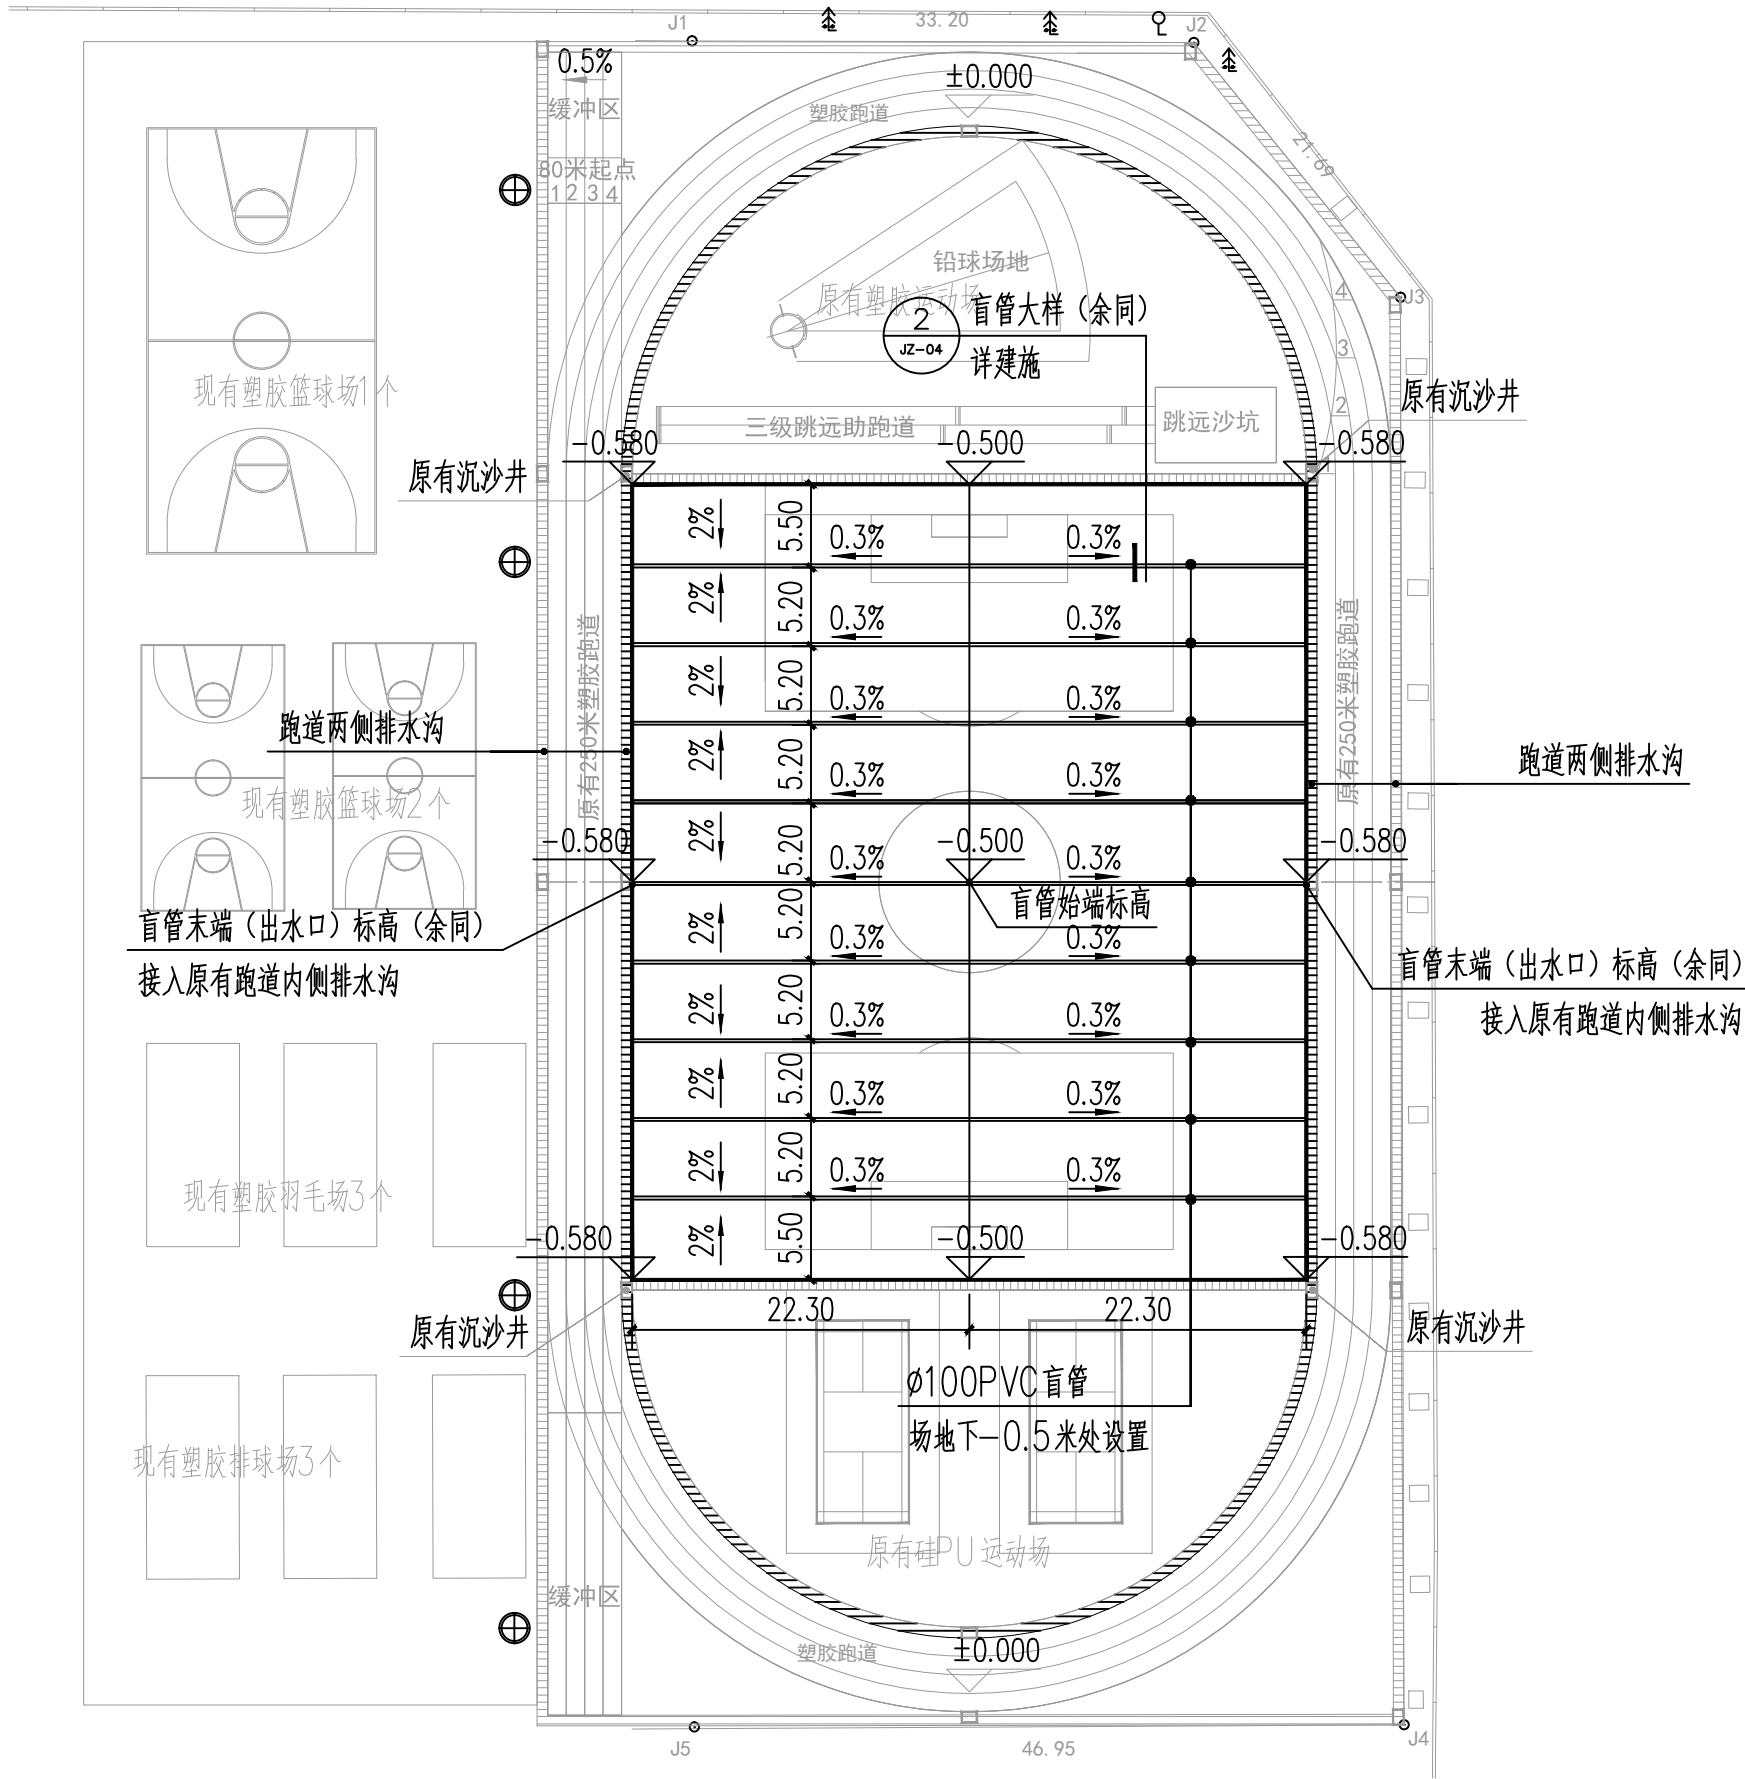 J1
33.20
J2
0.5%
±0.000
缓冲区
塑胶跑道
21.69
80米起点
1 2 3 4
铅球场地
原有塑胶运动场
2
JZ-04
盲管大样（余同）
详建施
4
J3
3
2
1
现有塑胶篮球场1个
原有沉沙井
三级跳远助跑道
跳远沙坑
-0.580
-0.500
-0.580
原有沉沙井
2%
5.50
0.3%
0.3%
2%
5.20
0.3%
0.3%
2%
5.20
0.3%
0.3%
原有250米塑胶跑道
原有250米塑胶跑道
跑道两侧排水沟
2%
5.20
0.3%
0.3%
跑道两侧排水沟
现有塑胶篮球场2个
-0.580
2%
5.20
0.3%
-0.500
0.3%
-0.580
盲管始端标高
盲管末端（出水口）标高（余同）
接入原有跑道内侧排水沟
2%
5.20
0.3%
0.3%
盲管末端（出水口）标高（余同）
接入原有跑道内侧排水沟
2%
5.20
0.3%
0.3%
2%
5.20
0.3%
0.3%
2%
5.20
0.3%
0.3%
现有塑胶羽毛场3个
-0.580
2%
5.50
-0.500
-0.580
22.30
22.30
原有沉沙井
原有沉沙井
ø100PVC盲管
场地下-0.5米处设置
现有塑胶排球场3个
原有硅PU运动场
缓冲区
塑胶跑道
±0.000
J5
46.95
J4